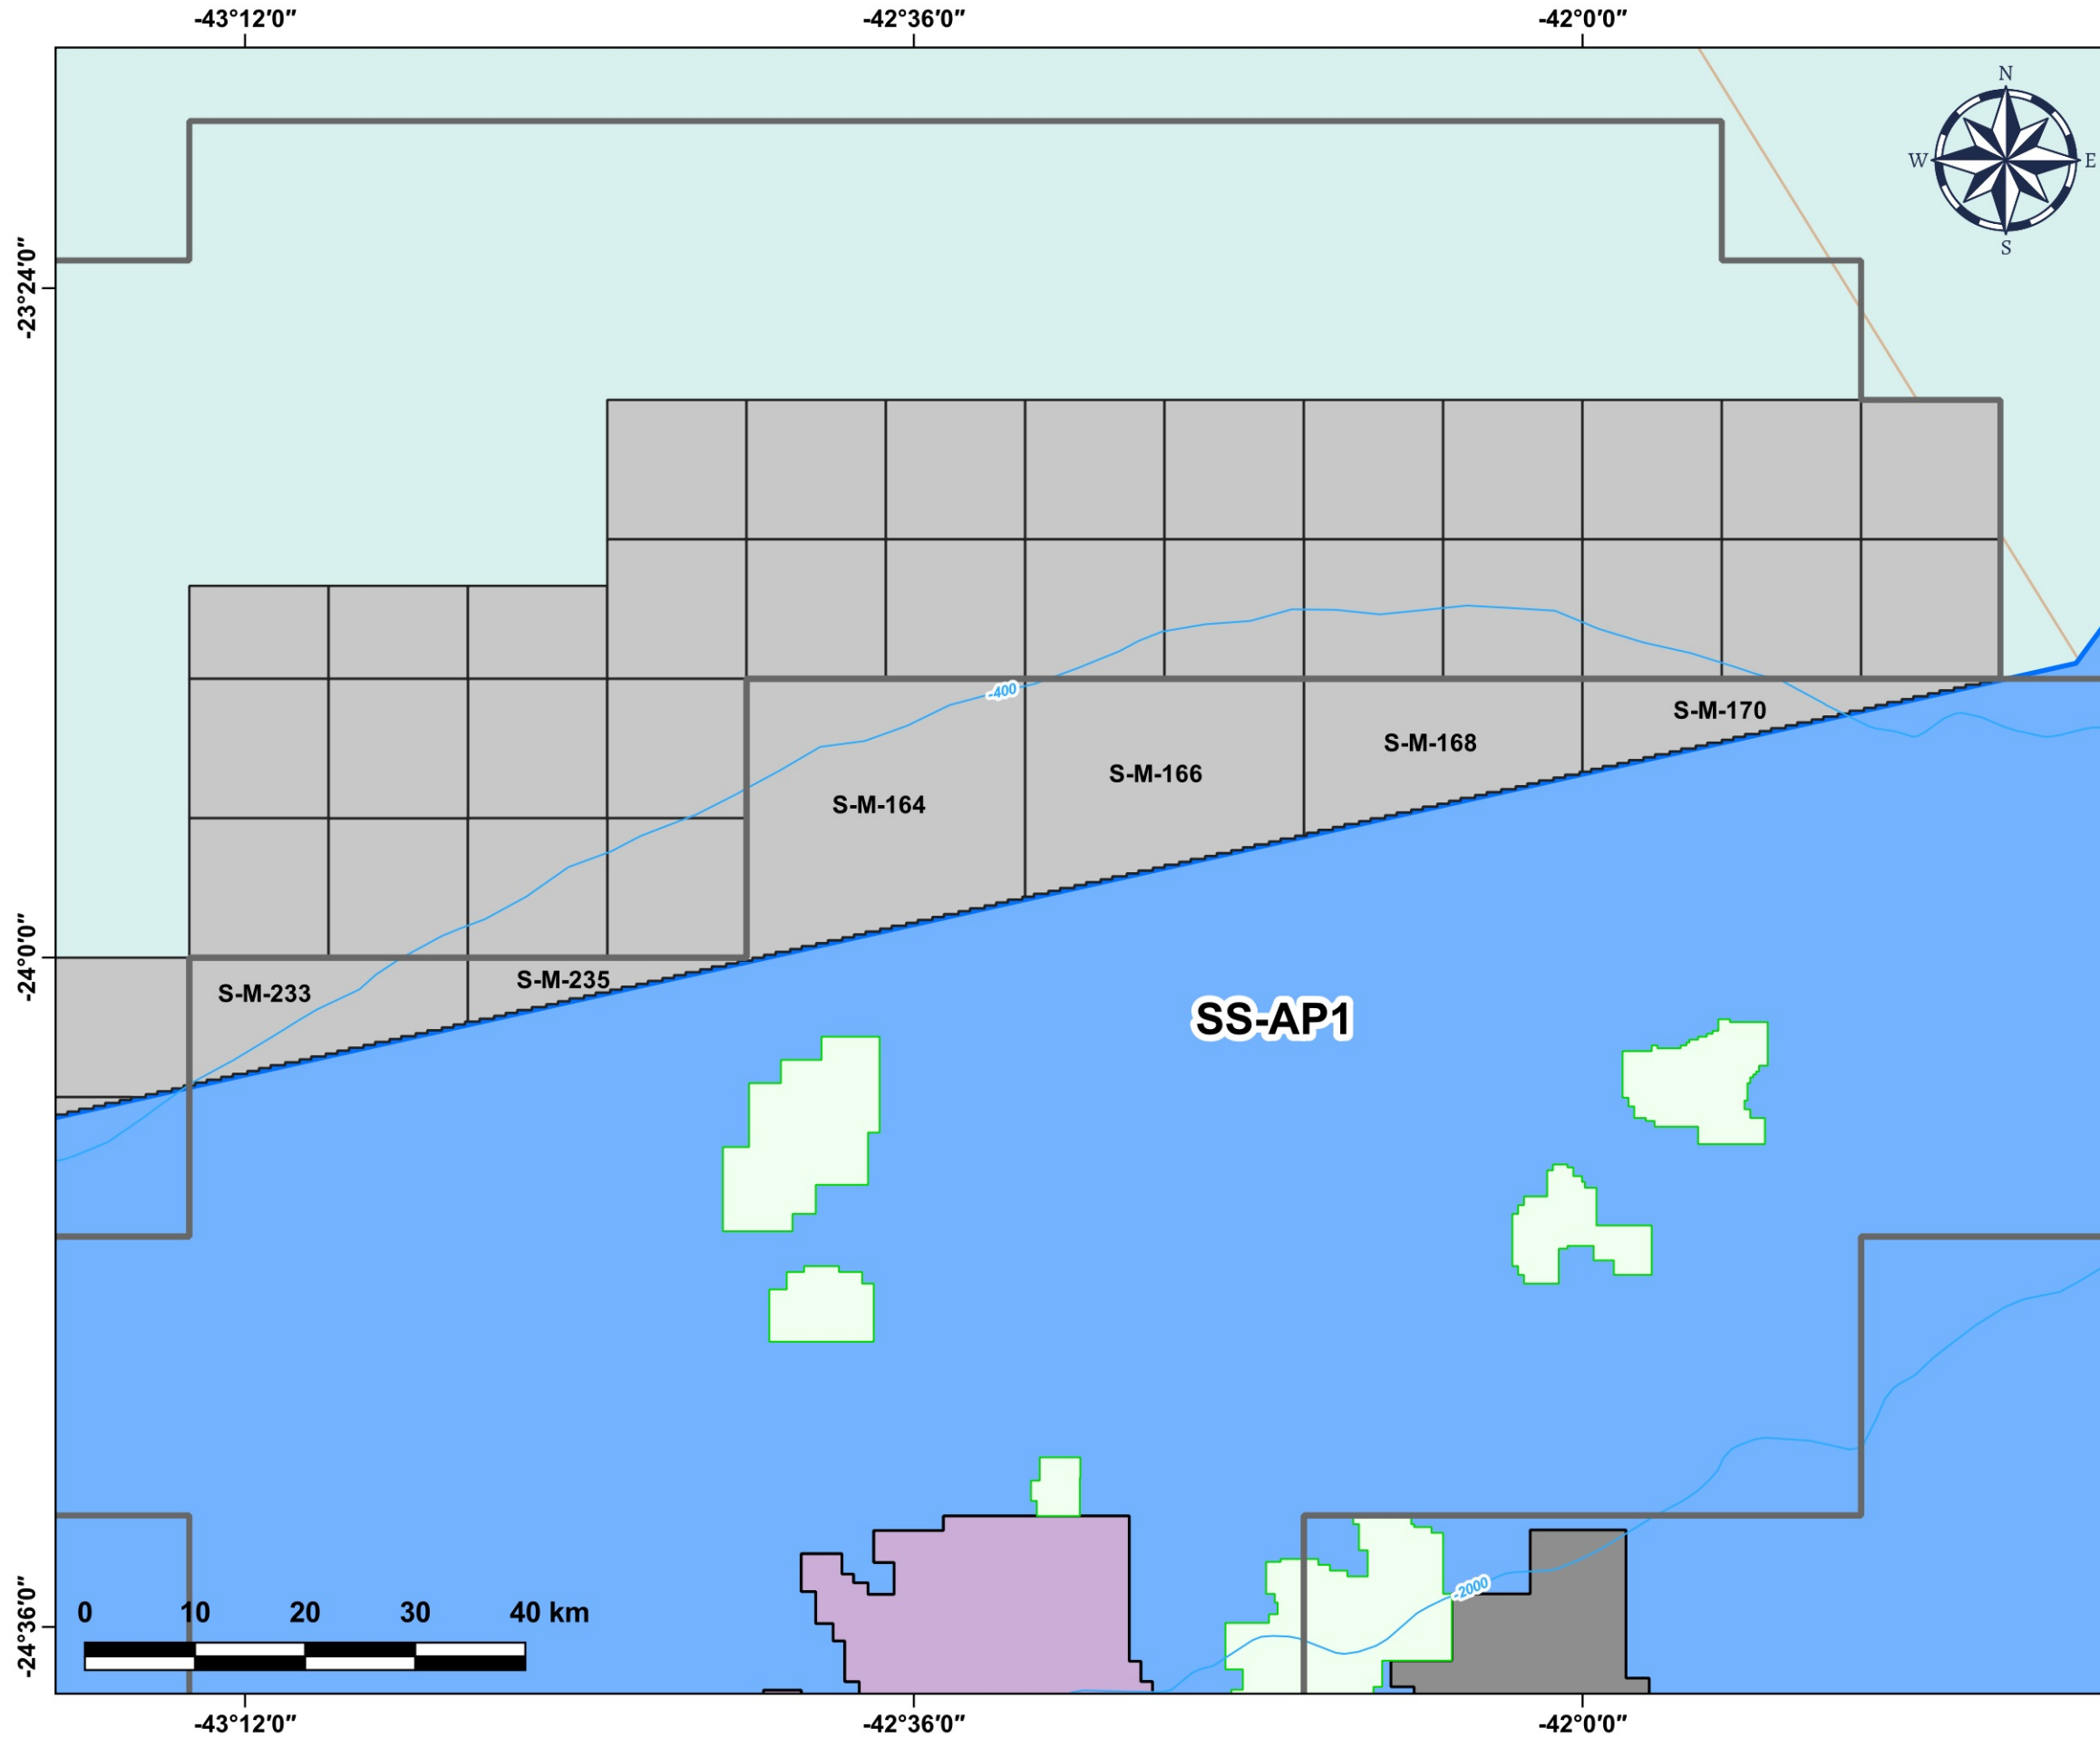 -43°12′0″
-42°36′0″
-42°0′0″
N
W
E
S
-23°24′0″
S-M-170
-400
S-M-168
S-M-166
S-M-164
-24°0′0″
S-M-235
S-M-233
SS-AP1
-2000
-24°36′0″
0 10 20 30 40 km
-43°12′0″
-42°36′0″
-42°0′0″